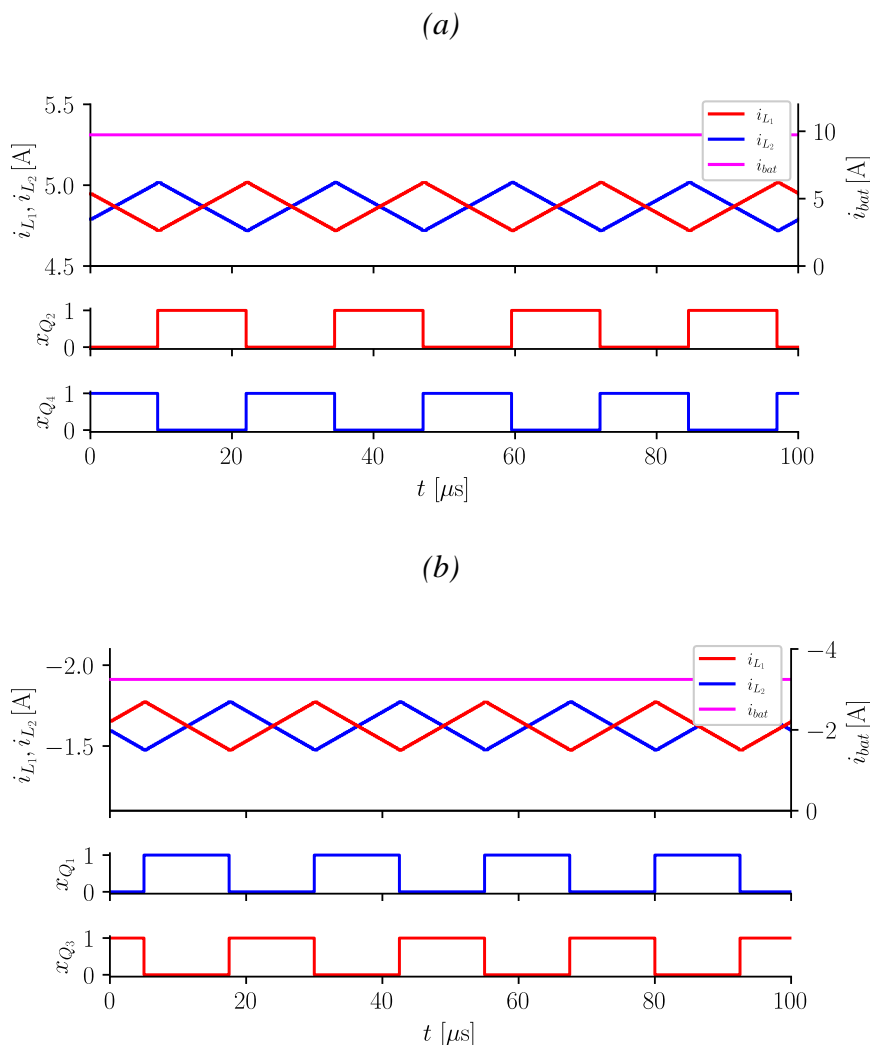 (a)
5.5
5.0
4.5
i_{L_1}, i_{L_2} [A]
i_{L_1}
i_{L_2}
i_{bat}
10
5
0
i_{bat} [A]
1
0
x_{Q_2}
1
0
x_{Q_4}
0 20 40 60 80 100
t [μs]
(b)
−2.0
−1.5
i_{L_1}, i_{L_2} [A]
i_{L_1}
i_{L_2}
i_{bat}
−4
−2
0
i_{bat} [A]
1
0
x_{Q_1}
1
0
x_{Q_3}
0 20 40 60 80 100
t [μs]